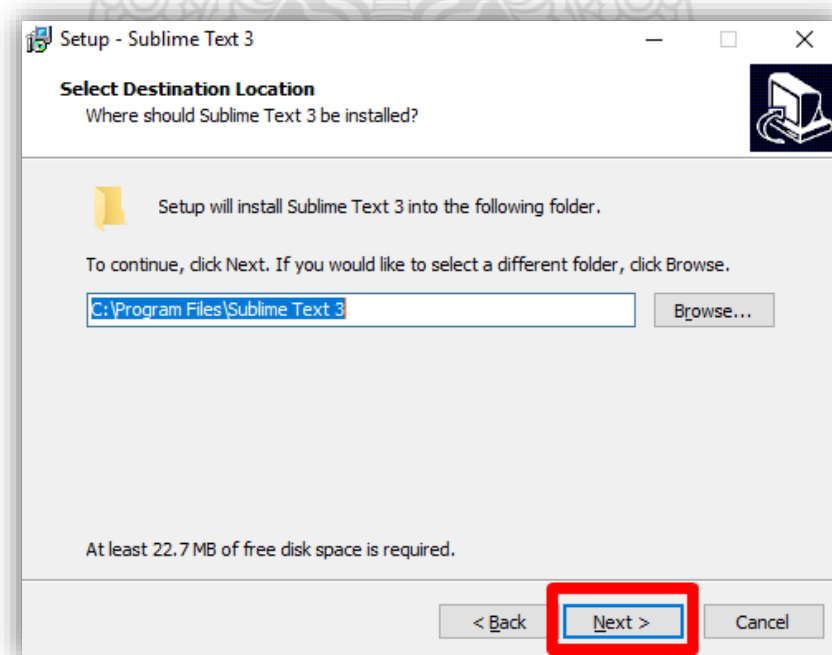 Setup - Sublime Text 3
Select Destination Location
Where should Sublime Text 3 be installed?
Setup will install Sublime Text 3 into the following folder.
To continue, click Next. If you would like to select a different folder, click Browse.
C:\Program Files\Sublime Text 3
Browse...
At least 22.7 MB of free disk space is required.
< Back
Next >
Cancel